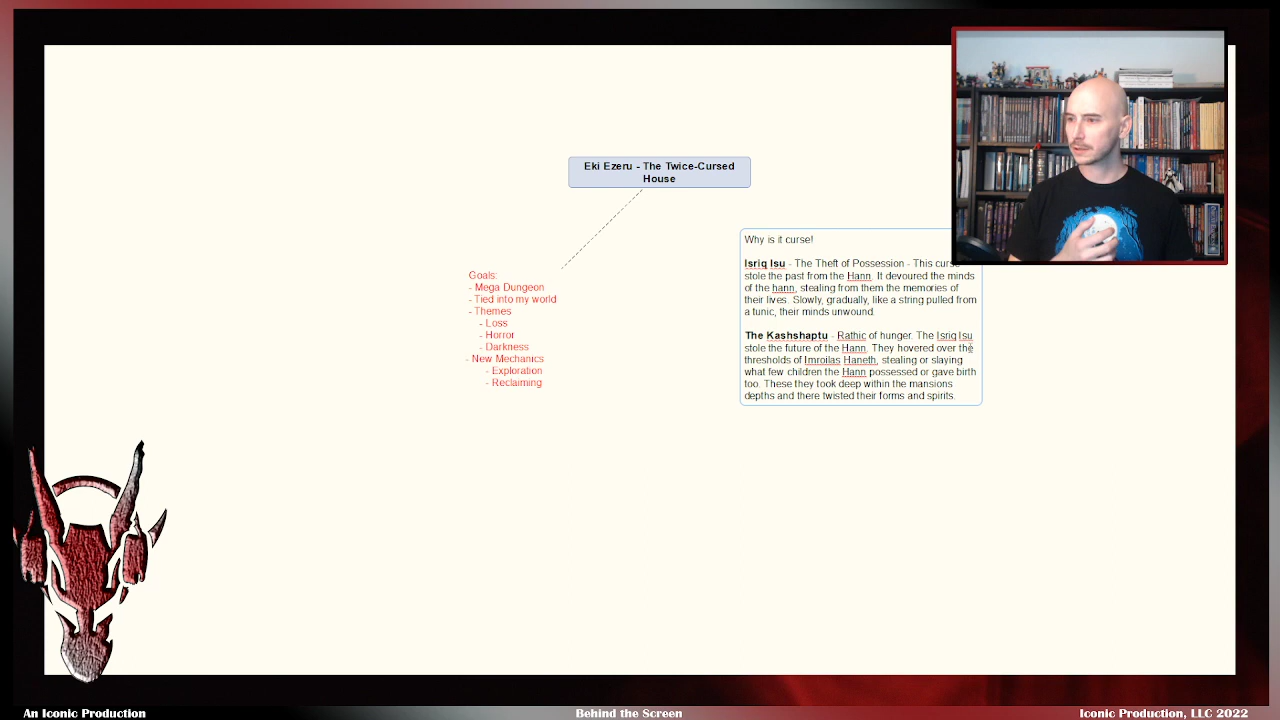 Eki Ezeru - The Twice-Cursed
House
Goals:
- Mega Dungeon
- Tied into my world
- Themes
- Loss
- Horror
- Darkness
- New Mechanics
- Exploration
- Reclaiming
Why is it curse!
Isriq Isu - The Theft of Possession - This curse
stole the past from the Hann. It devoured the minds
of the hann, stealing from them the memories of
their lives. Slowly, gradually, like a string pulled from
a tunic, their minds unwound.
The Kashshaptu - Rathic of hunger. The Isriq Isu
stole the future of the Hann. They hovered over the
thresholds of Imroilas Haneth, stealing or slaying
what few children the Hann possessed or gave birth
too. These they took deep within the mansions
depths and there twisted their forms and spirits.
An Iconic Production
Behind the Screen
Iconic Production, LLC 2022